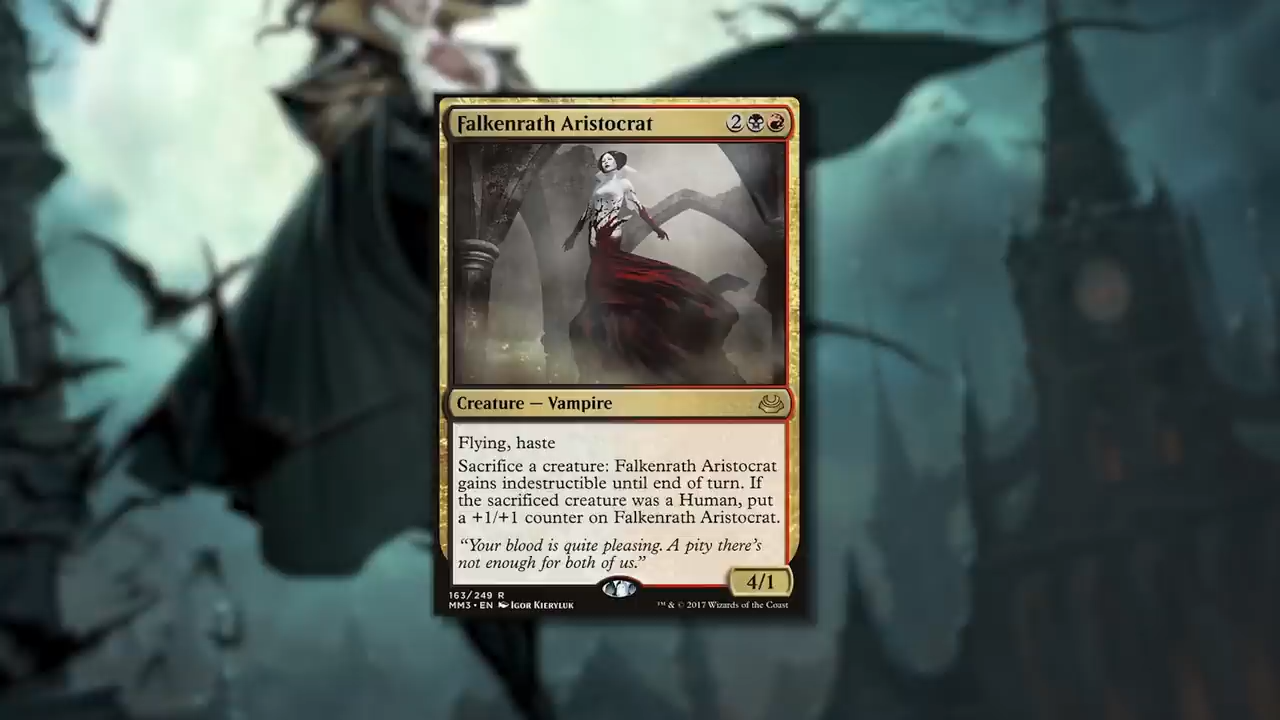 Falkenrath Aristocrat 2
Creature — Vampire
Flying, haste
Sacrifice a creature: Falkenrath Aristocrat
gains indestructible until end of turn. If
the sacrificed creature was a Human, put
a +1/+1 counter on Falkenrath Aristocrat.
“Your blood is quite pleasing. A pity there’s
not enough for both of us.”
4/1
163/249 R
MM3 • EN Igor Kieryluk ™ & © 2017 Wizards of the Coast